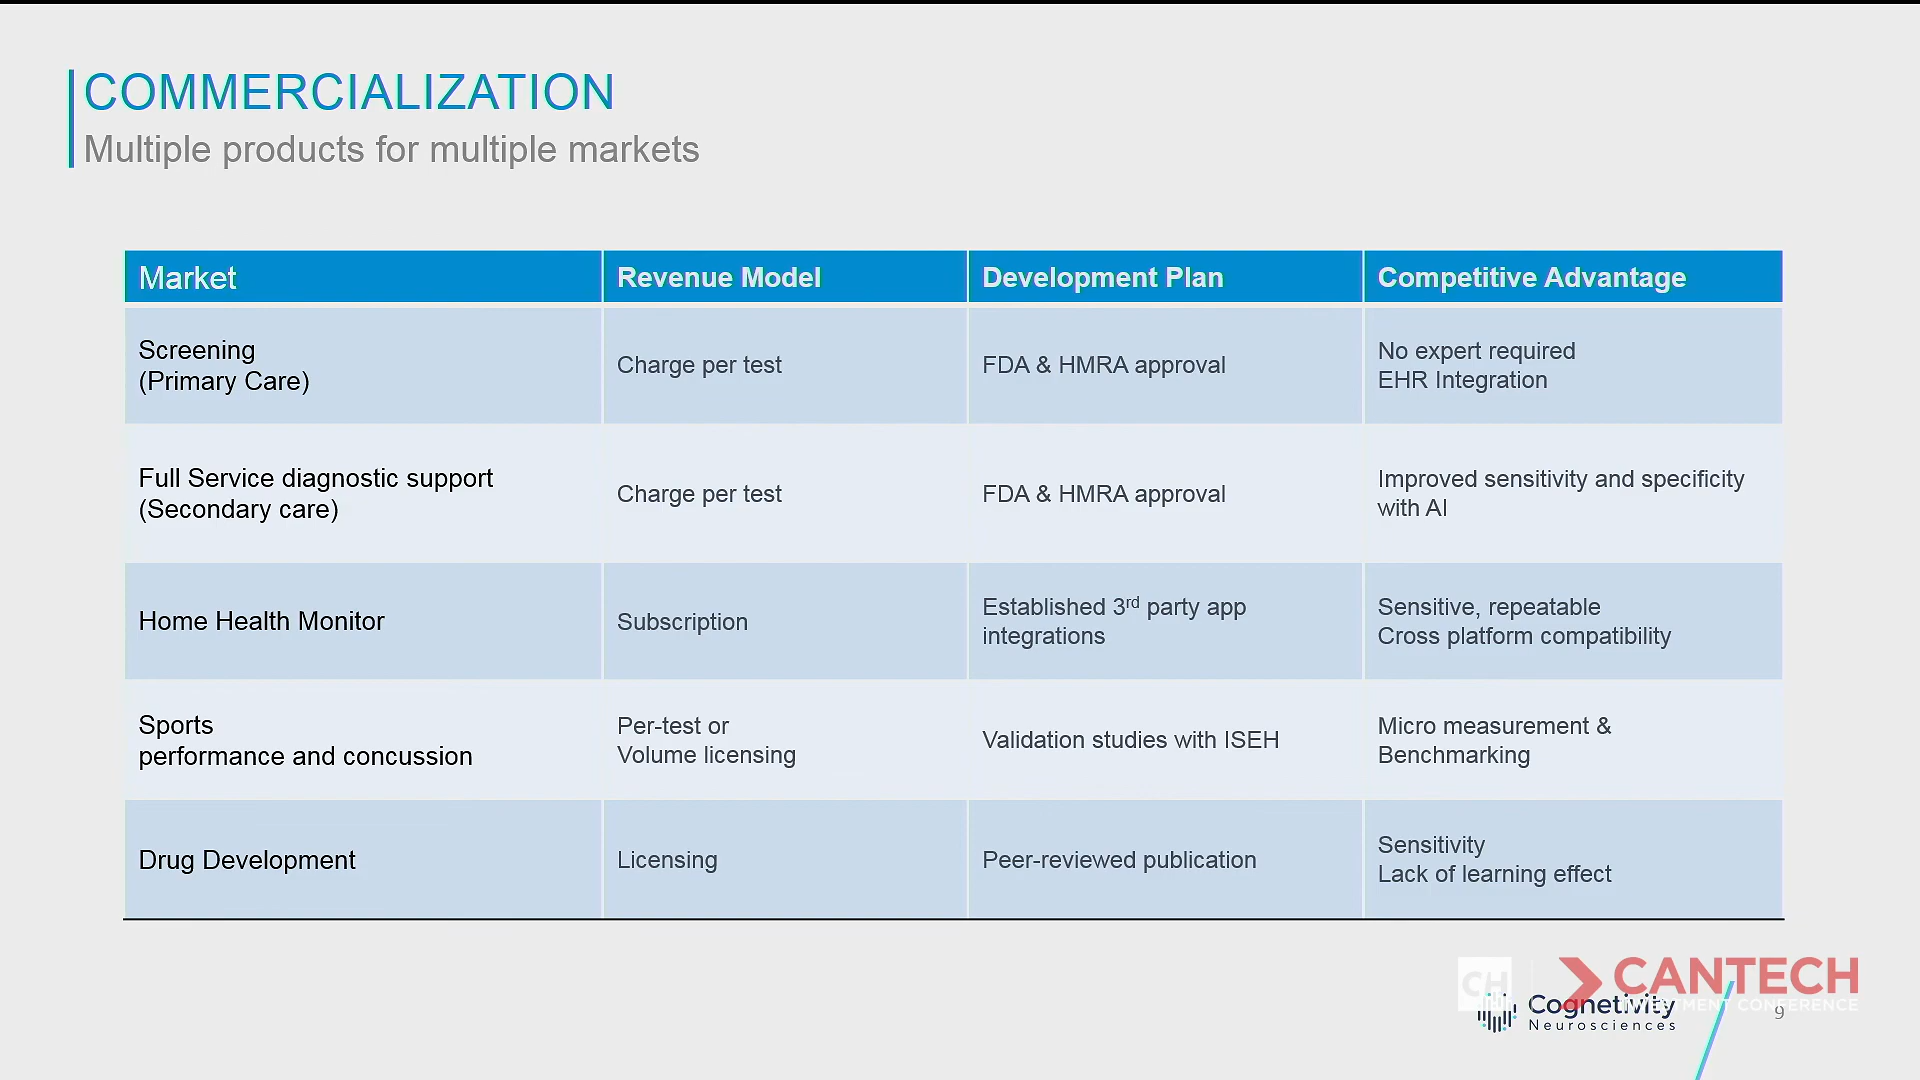 COMMERCIALIZATION
Multiple products for multiple markets
Market Revenue Model Development Plan Competitive Advantage
Screening
(Primary Care)
Charge per test
FDA & HMRA approval
No expert required
EHR Integration
Full Service diagnostic support
(Secondary care)
Charge per test
FDA & HMRA approval
Improved sensitivity and specificity
with AI
Home Health Monitor
Subscription
Established 3rd party app
integrations
Sensitive, repeatable
Cross platform compatibility
Sports
performance and concussion
Per-test or
Volume licensing
Validation studies with ISEH
Micro measurement &
Benchmarking
Drug Development
Licensing
Peer-reviewed publication
Sensitivity
Lack of learning effect
CH
CANTECH
INVESTMENT CONFERENCE
Cognetivity
Neurosciences
9